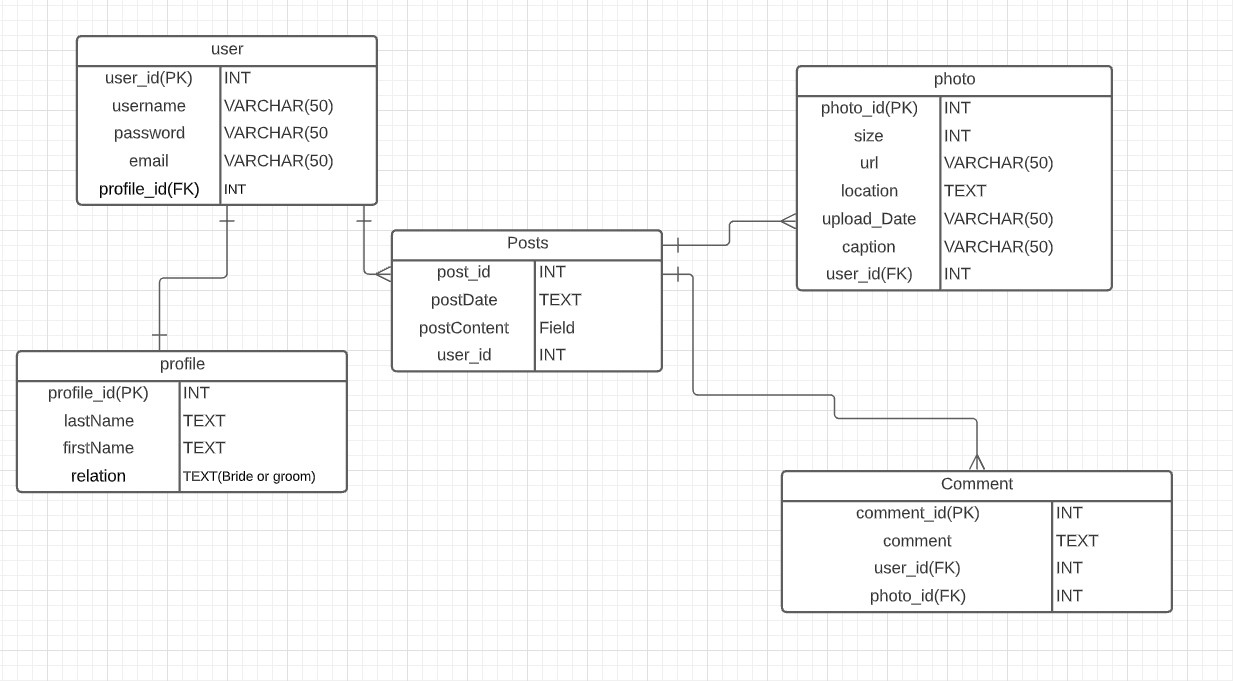 user
user_id(PK) INT
username VARCHAR(50)
password VARCHAR(50
email VARCHAR(50)
profile_id(FK) INT
photo
photo_id(PK) INT
size INT
url VARCHAR(50)
location TEXT
upload_Date VARCHAR(50)
caption VARCHAR(50)
user_id(FK) INT
Posts
post_id INT
postDate TEXT
postContent Field
user_id INT
profile
profile_id(PK) INT
lastName TEXT
firstName TEXT
relation TEXT(Bride or groom)
Comment
comment_id(PK) INT
comment TEXT
user_id(FK) INT
photo_id(FK) INT